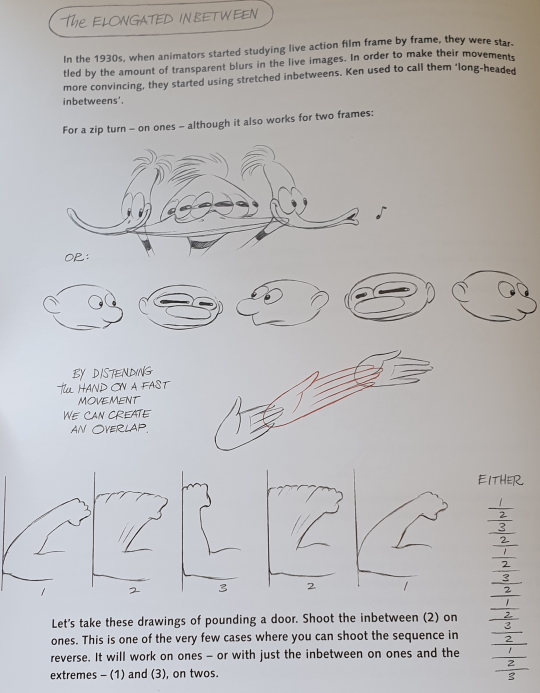 The ELONGATED INBETWEEN
In the 1930s, when animators started studying live action film frame by frame, they were star-
tled by the amount of transparent blurs in the live images. In order to make their movements
more convincing, they started using stretched inbetweens. Ken used to call them 'long-headed
inbetweens'.
For a zip turn – on ones – although it also works for two frames:
OR:
BY DISTENDING
The HAND ON A FAST
MOVEMENT
WE CAN CREATE
AN OVERLAP.
EITHER
1
2
3
2
1
2
3
2
1
2
3
2
1
2
3
1 2 3 2 1
Let's take these drawings of pounding a door. Shoot the inbetween (2) on
ones. This is one of the very few cases where you can shoot the sequence in
reverse. It will work on ones – or with just the inbetween on ones and the
extremes – (1) and (3), on twos.